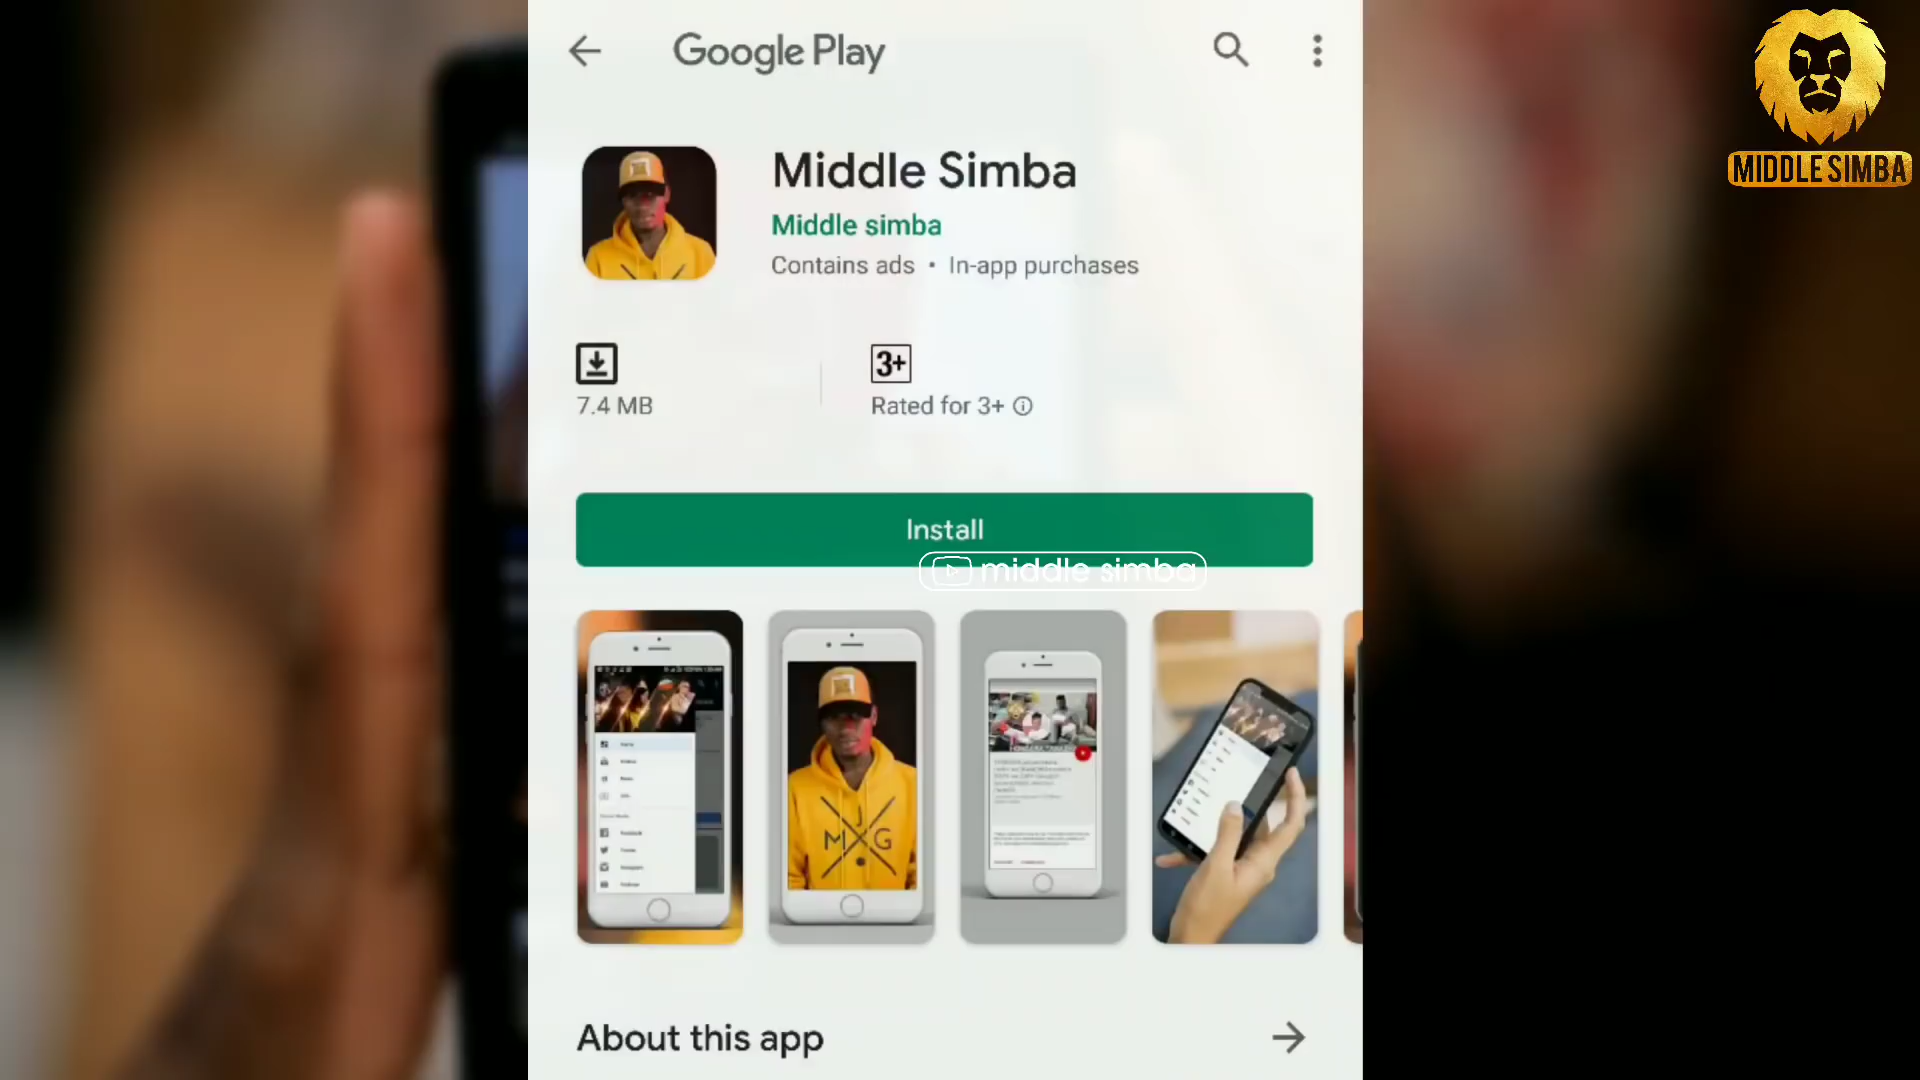 Google Play
MIDDLE SIMBA
Middle Simba
Middle simba
Contains ads • In-app purchases
3+
7.4 MB
Rated for 3+
Install
middle simba
J
M G
About this app